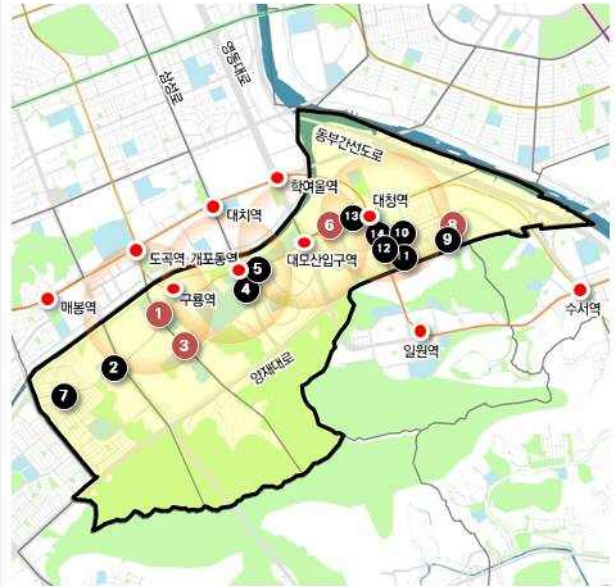 영동대로
삼성로
동부간선도로
학여울역
대치역
대청역
6
13
8
14
10
9
12
11
도곡역
개포동역
대모산입구역
5
4
매봉역
구룡역
수서역
1
3
일원역
양재대로
2
7